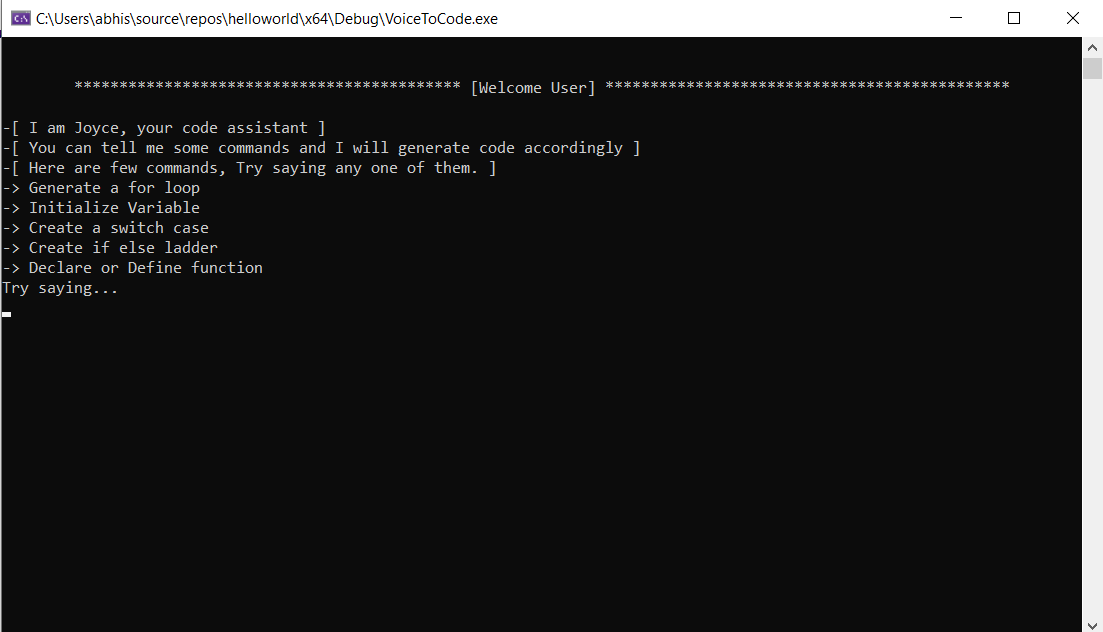 C:\Users\abhis\source\repos\helloworld\x64\Debug\VoiceToCode.exe
******************************************* [Welcome User] *********************************************
-[ I am Joyce, your code assistant ]
-[ You can tell me some commands and I will generate code accordingly ]
-[ Here are few commands, Try saying any one of them. ]
-> Generate a for loop
-> Initialize Variable
-> Create a switch case
-> Create if else ladder
-> Declare or Define function
Try saying...